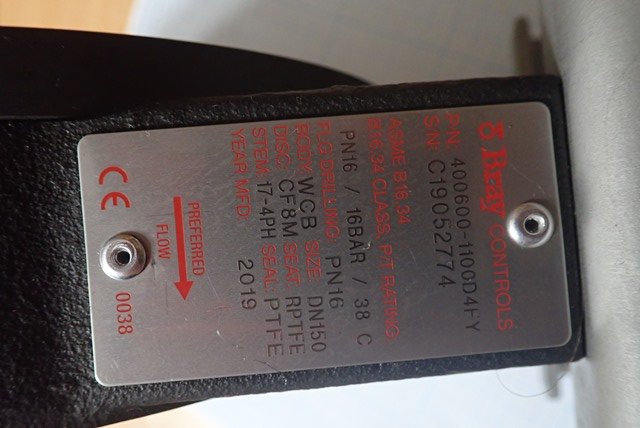 Bray CONTROLS
P/N: 400600-1100D4FY
S/N: C19052774
ASME B16.34
B16.34 CLASS, P/T RATING:
PN16 / 16BAR / 38 C
FLG DRILLING: PN16
BODY: WCB SIZE: DN150
DISC: CF8M SEAT: RPTFE
STEM: 17-4PH SEAL: PTFE
YEAR MFD: 2019
PREFERRED
FLOW
CE 0038